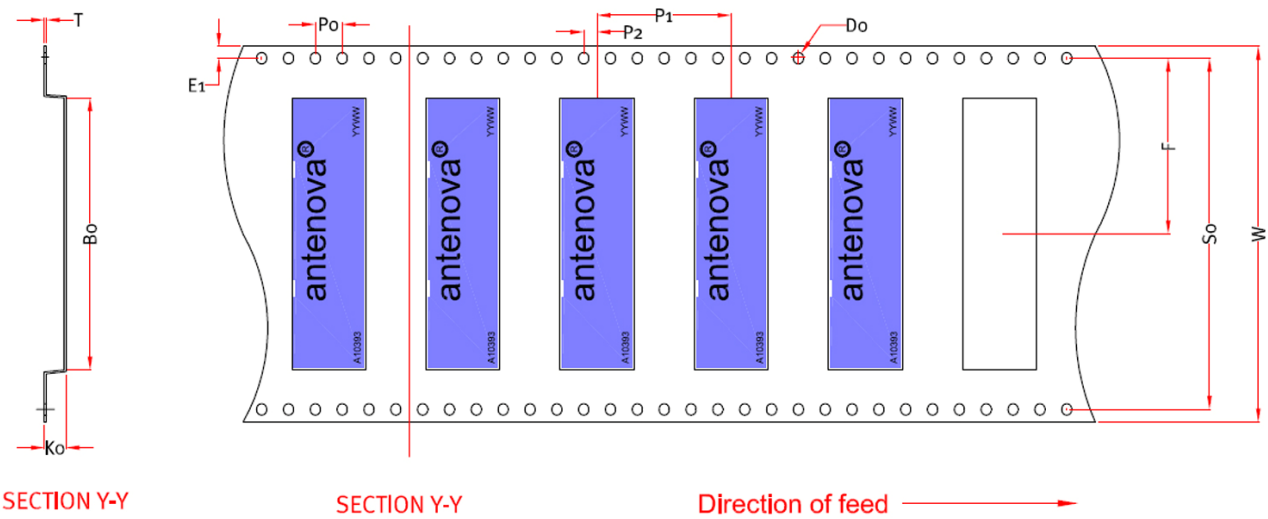 T
Po
P1
P2
Do
E1
Bo
Ko
F
So
W
antenova®
YYWW
A10393
antenova®
YYWW
A10393
antenova®
YYWW
A10393
antenova®
YYWW
A10393
antenova®
YYWW
A10393
SECTION Y-Y
SECTION Y-Y
Direction of feed